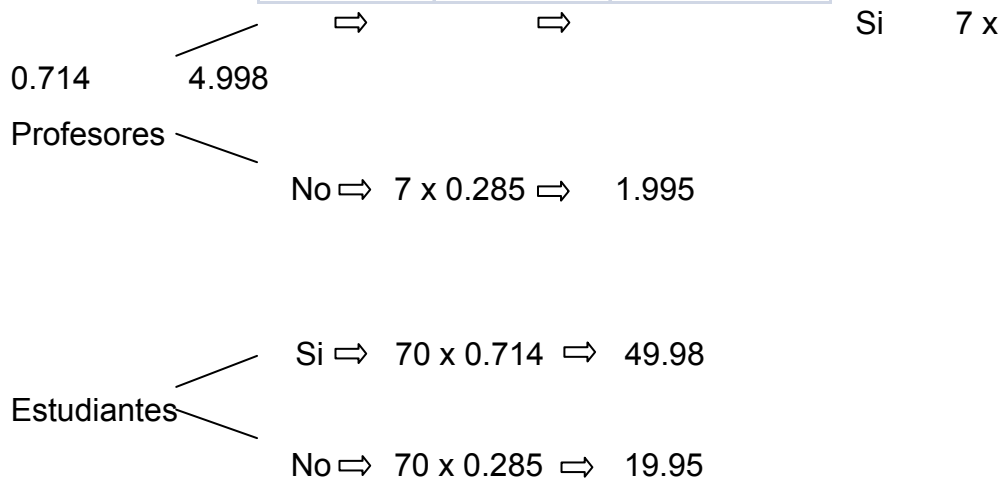 ⇨ ⇨ Si 7 x
0.714 4.998
Profesores
No ⇨ 7 x 0.285 ⇨ 1.995
Si ⇨ 70 x 0.714 ⇨ 49.98
Estudiantes
No ⇨ 70 x 0.285 ⇨ 19.95